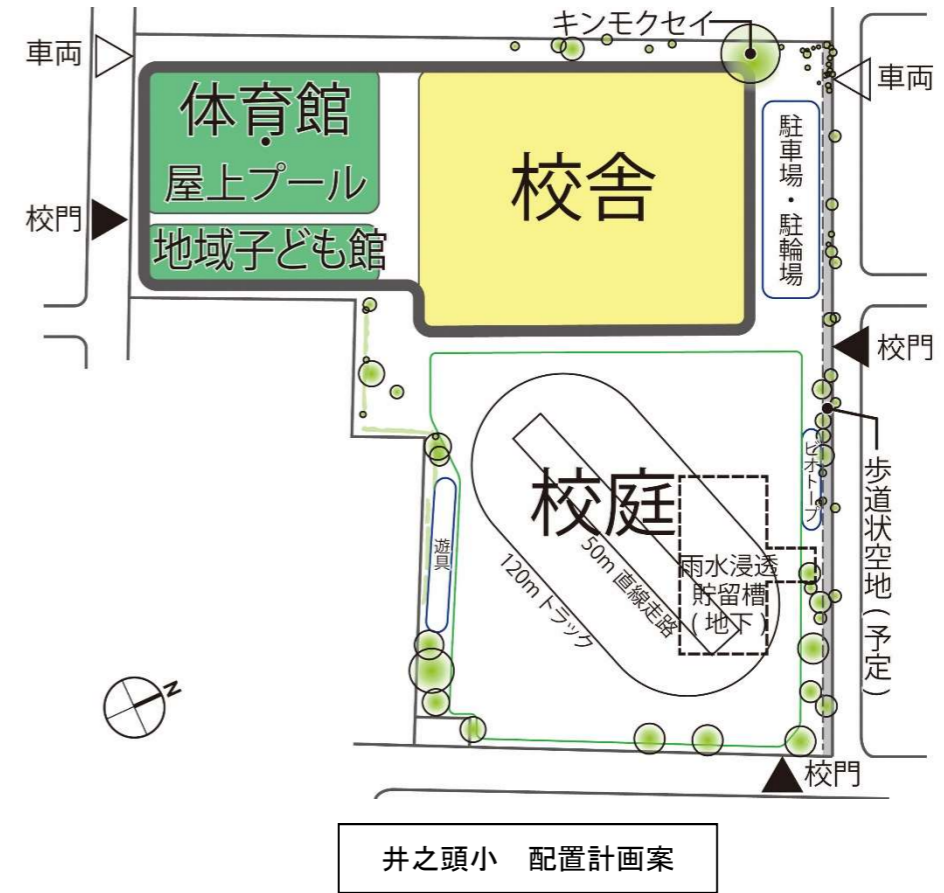 キンモクセイ
車両
車両
体育館
・
屋上プール
校舎
駐車場・駐輪場
校門
地域子ども館
校門
校庭
ビオトープ
歩道状空地(予定)
遊具
50m 直線走路
120m トラック
雨水浸透
貯留槽
(地下)
N
校門
井之頭小 配置計画案